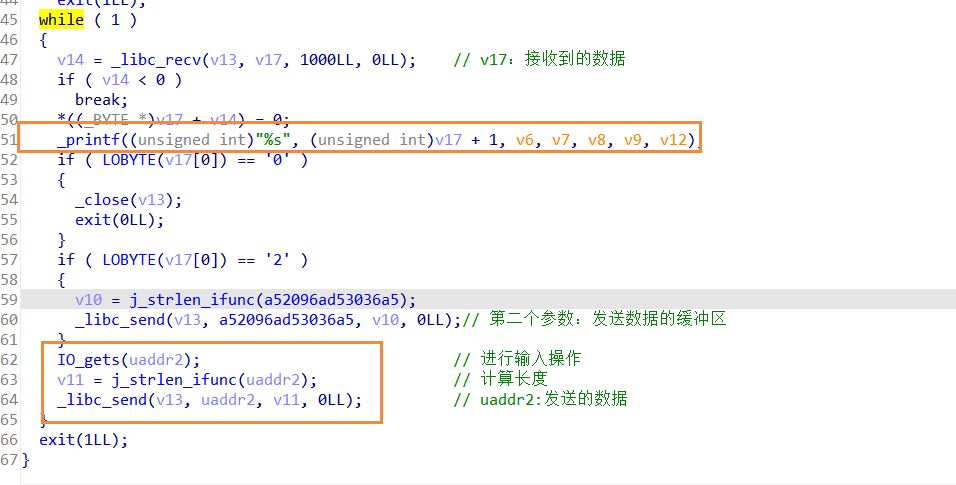 44 exit(1LL);
45 while ( 1 )
46 {
47 v14 = _libc_recv(v13, v17, 1000LL, 0LL); // v17：接收到的数据
48 if ( v14 < 0 )
49 break;
50 *((_BYTE *)v17 + v14) = 0;
51 _printf((unsigned int)"%s", (unsigned int)v17 + 1, v6, v7, v8, v9, v12)
52 if ( LOBYTE(v17[0]) == '0' )
53 {
54 _close(v13);
55 exit(0LL);
56 }
57 if ( LOBYTE(v17[0]) == '2' )
58 {
59 v10 = j_strlen_ifunc(a52096ad53036a5);
60 _libc_send(v13, a52096ad53036a5, v10, 0LL);// 第二个参数：发送数据的缓冲区
61 }
62 IO_gets(uaddr2); // 进行输入操作
63 v11 = j_strlen_ifunc(uaddr2); // 计算长度
64 _libc_send(v13, uaddr2, v11, 0LL); // uaddr2:发送的数据
65 }
66 exit(1LL);
67 }